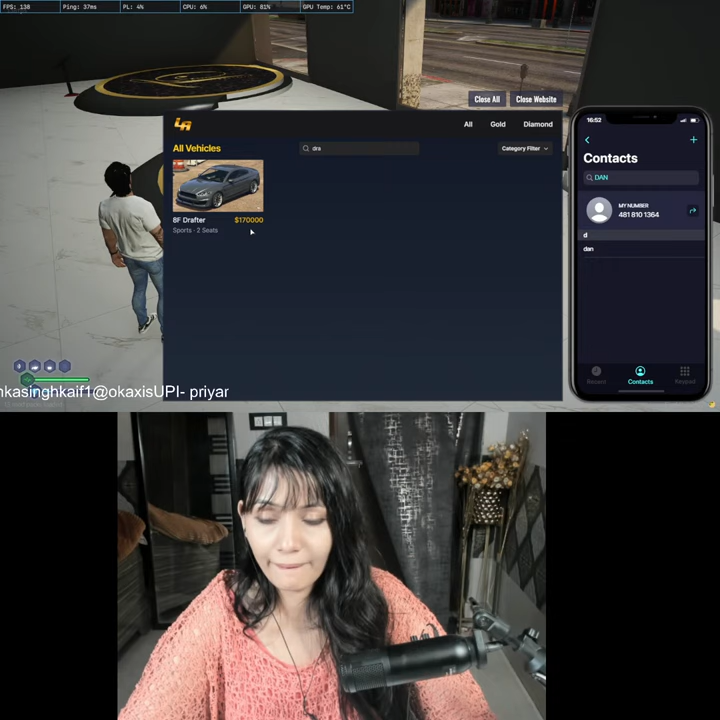 FPS: 138 Ping: 37ms PL: 4% CPU: 6% GPU: 81% GPU Temp: 61°C
Close All Close Website
LA
All Gold Diamond
All Vehicles
dra
Category Filter
8F Drafter $170000
Sports · 2 Seats
16:52
Contacts
DAN
MY NUMBER
481 810 1364
d
dan
Recent Contacts Keypad
nkasinghkaif1@okaxisUPI- priyar